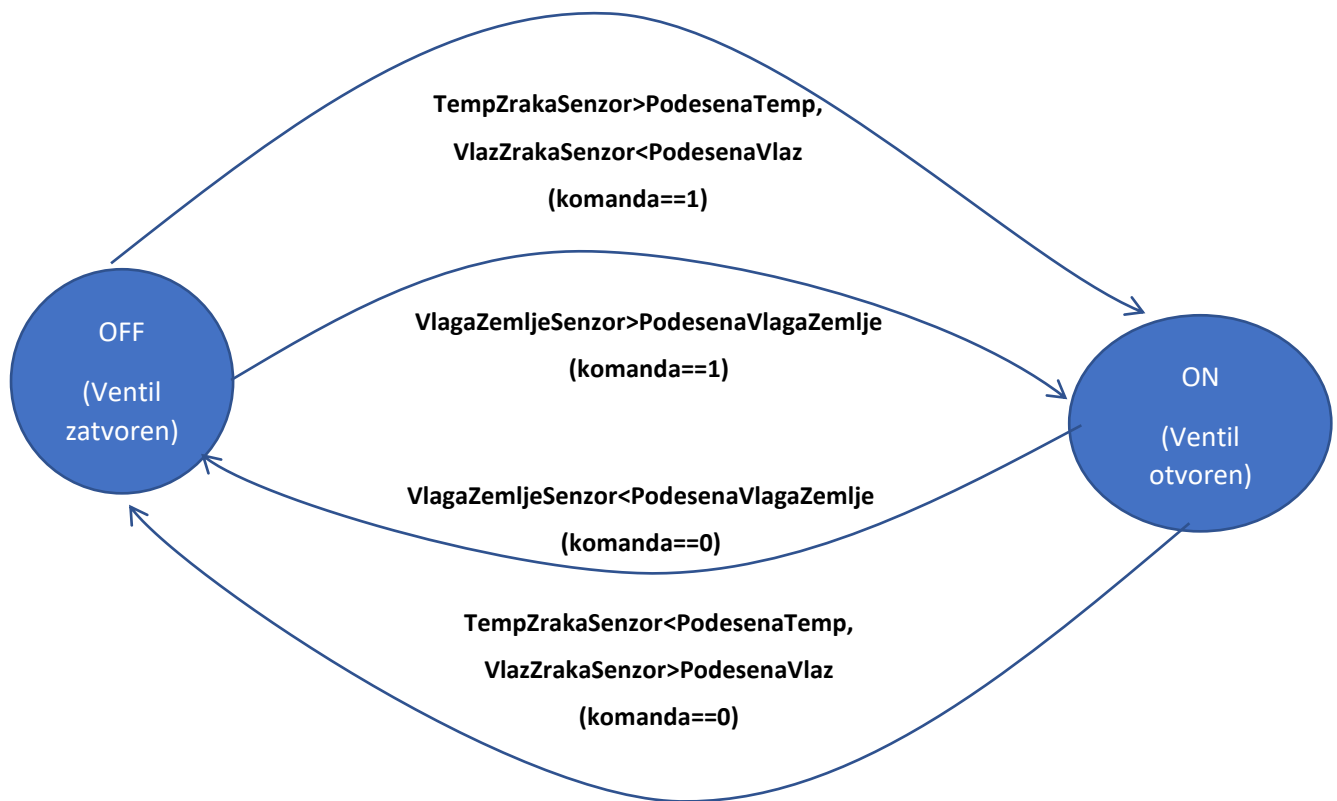 TempZrakaSenzor>PodesenaTemp,
VlazZrakaSenzor<PodesenaVlaz
(komanda==1)
OFF
(Ventil
zatvoren)
VlagaZemljeSenzor>PodesenaVlagaZemlje
(komanda==1)
ON
(Ventil
otvoren)
VlagaZemljeSenzor<PodesenaVlagaZemlje
(komanda==0)
TempZrakaSenzor<PodesenaTemp,
VlazZrakaSenzor>PodesenaVlaz
(komanda==0)